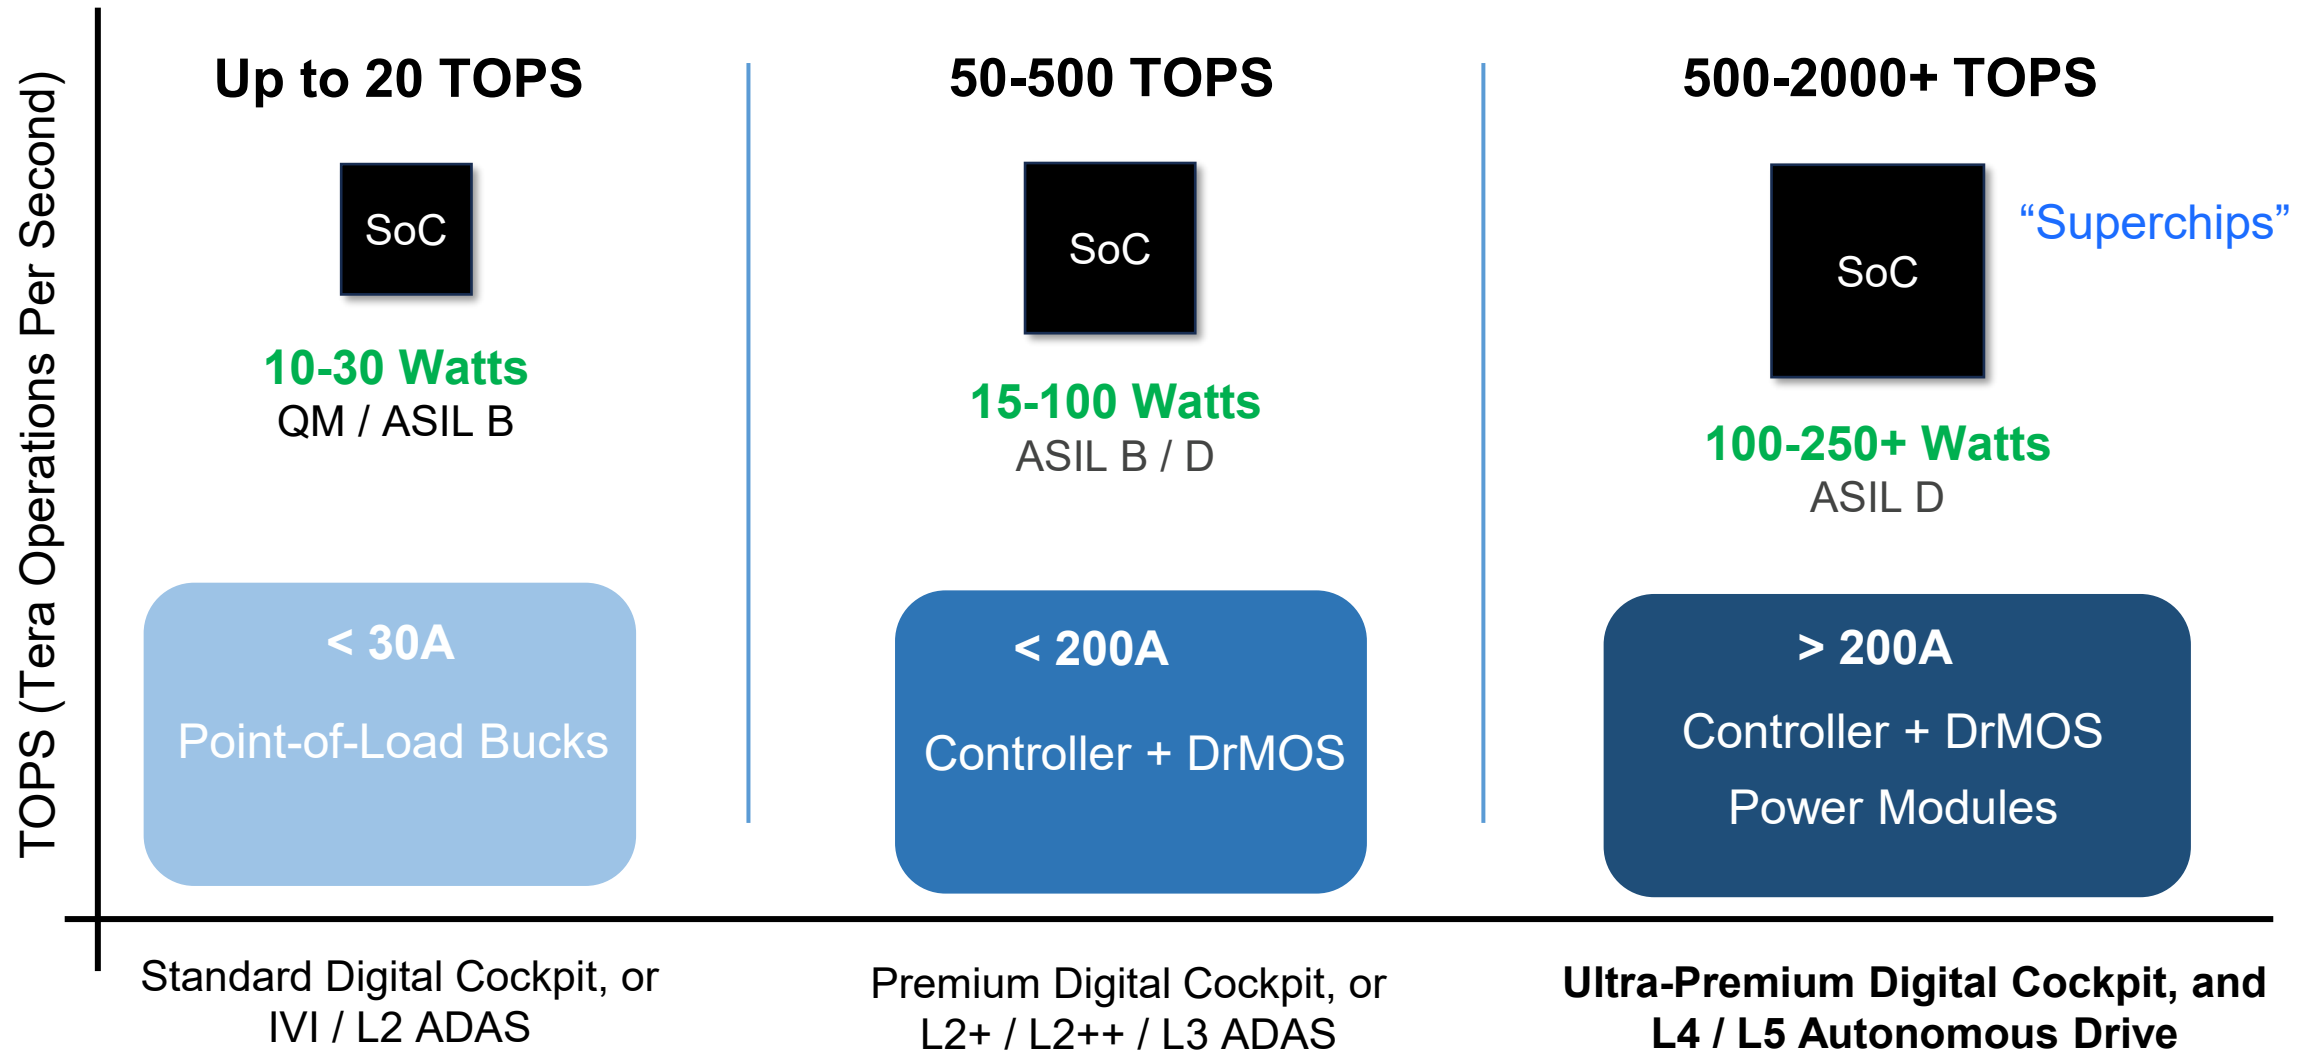 TOPS (Tera Operations Per Second)
Up to 20 TOPS
SoC
10-30 Watts
QM / ASIL B
< 30A
Point-of-Load Bucks
Standard Digital Cockpit, or
IVI / L2 ADAS
50-500 TOPS
SoC
15-100 Watts
ASIL B / D
< 200A
Controller + DrMOS
Premium Digital Cockpit, or
L2+ / L2++ / L3 ADAS
500-2000+ TOPS
SoC
“Superchips”
100-250+ Watts
ASIL D
> 200A
Controller + DrMOS
Power Modules
Ultra-Premium Digital Cockpit, and
L4 / L5 Autonomous Drive